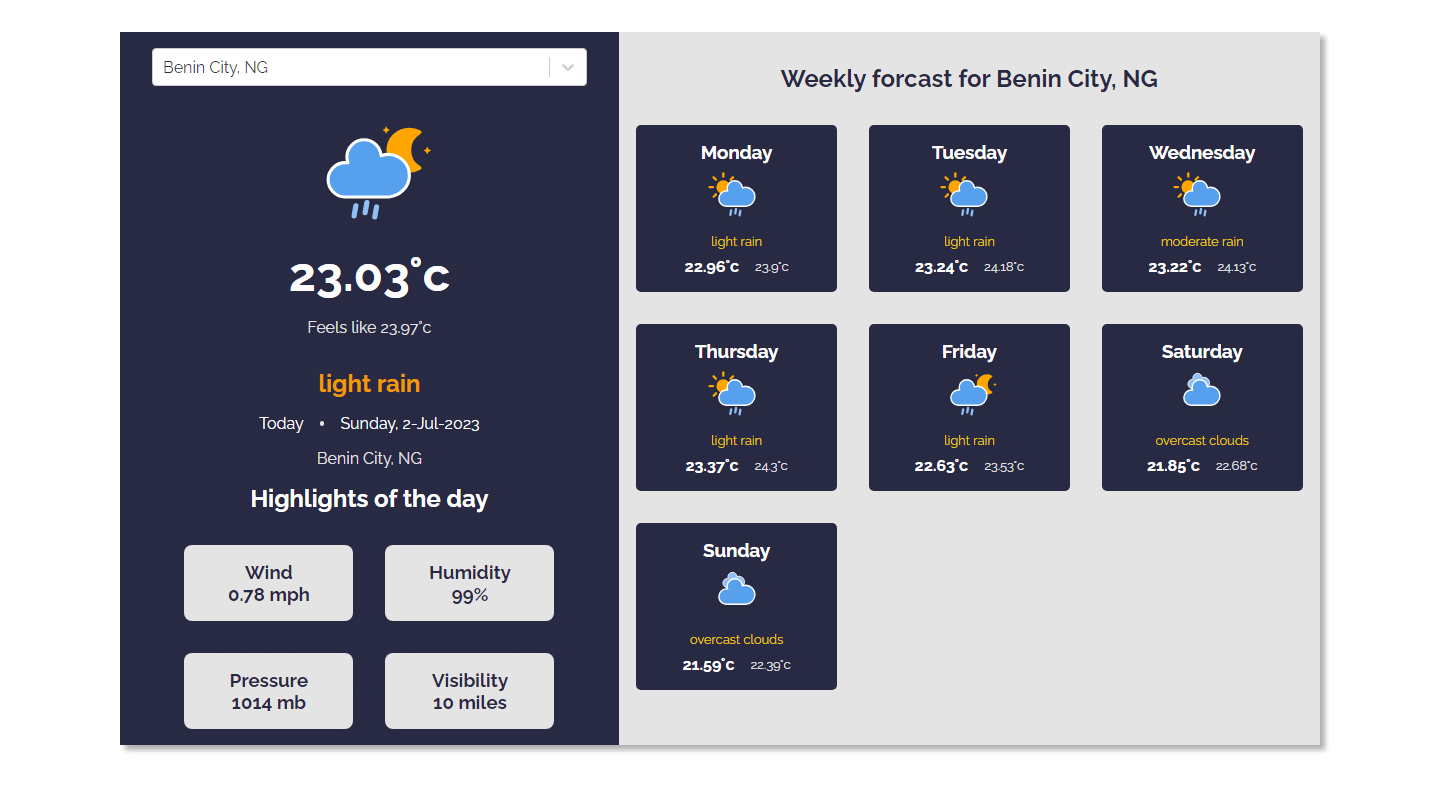 Benin City, NG
23.03°c
Feels like 23.97°c
light rain
Today • Sunday, 2-Jul-2023
Benin City, NG
Highlights of the day
Wind
0.78 mph
Humidity
99%
Pressure
1014 mb
Visibility
10 miles
Weekly forcast for Benin City, NG
Monday
light rain
22.96°c 23.9°c
Tuesday
light rain
23.24°c 24.18°c
Wednesday
moderate rain
23.22°c 24.13°c
Thursday
light rain
23.37°c 24.3°c
Friday
light rain
22.63°c 23.53°c
Saturday
overcast clouds
21.85°c 22.68°c
Sunday
overcast clouds
21.59°c 22.39°c